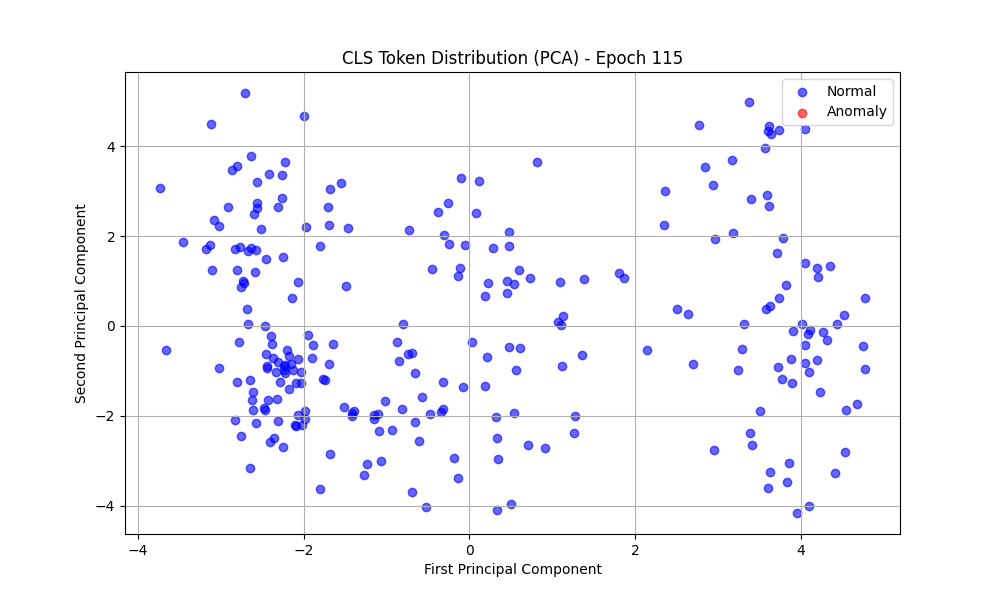 CLS Token Distribution (PCA) - Epoch 115
Normal
Anomaly
Second Principal Component
4
2
0
−2
−4
−4
−2
0
2
4
First Principal Component